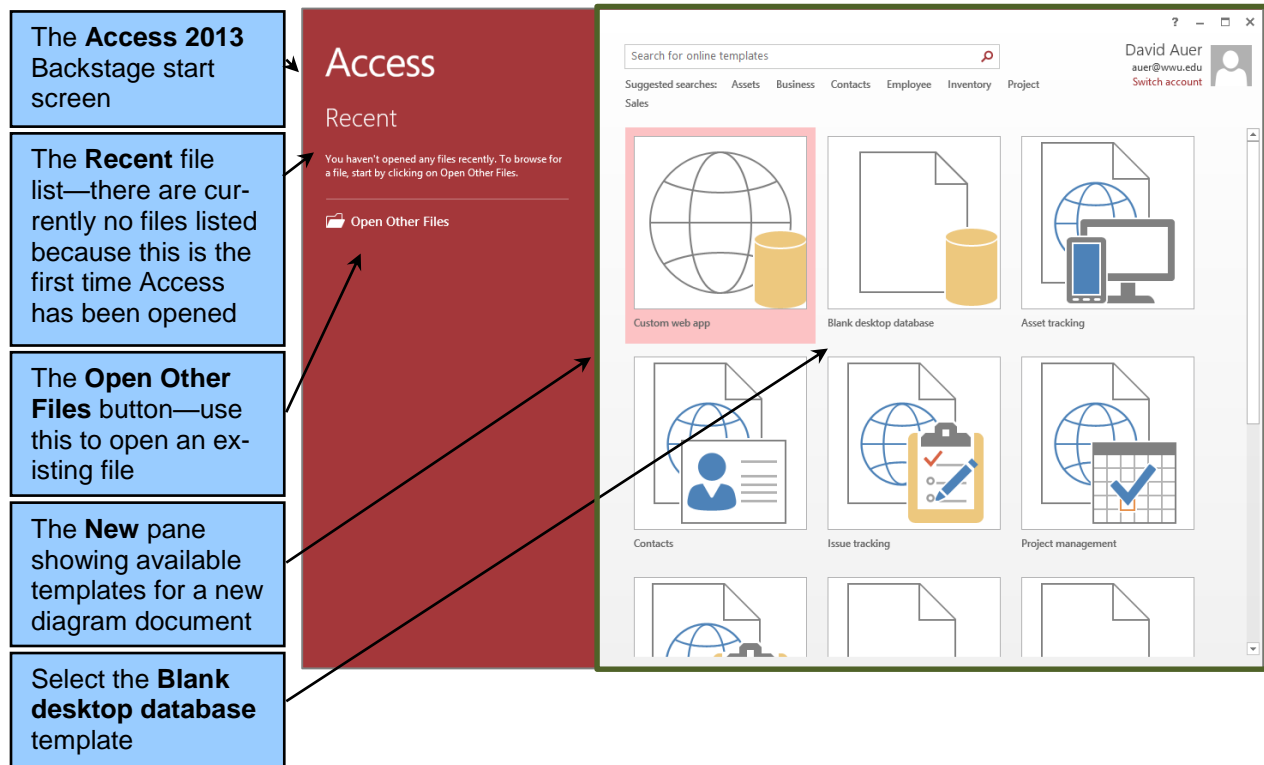 The Access 2013
Backstage start
screen
The Recent file
list—there are cur-
rently no files listed
because this is the
first time Access
has been opened
The Open Other
Files button—use
this to open an ex-
isting file
The New pane
showing available
templates for a new
diagram document
Select the Blank
desktop database
template
Access
Recent
You haven't opened any files recently. To browse for
a file, start by clicking on Open Other Files.
Open Other Files
? – □ ×
Search for online templates
Suggested searches: Assets Business Contacts Employee Inventory Project
Sales
David Auer
auer@wwu.edu
Switch account
Custom web app
Blank desktop database
Asset tracking
Contacts
Issue tracking
Project management